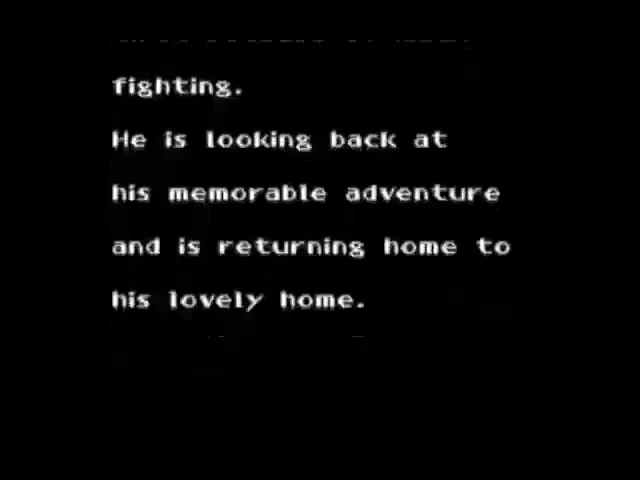 fighting.
He is looking back at
his memorable adventure
and is returning home to
his lovely home.